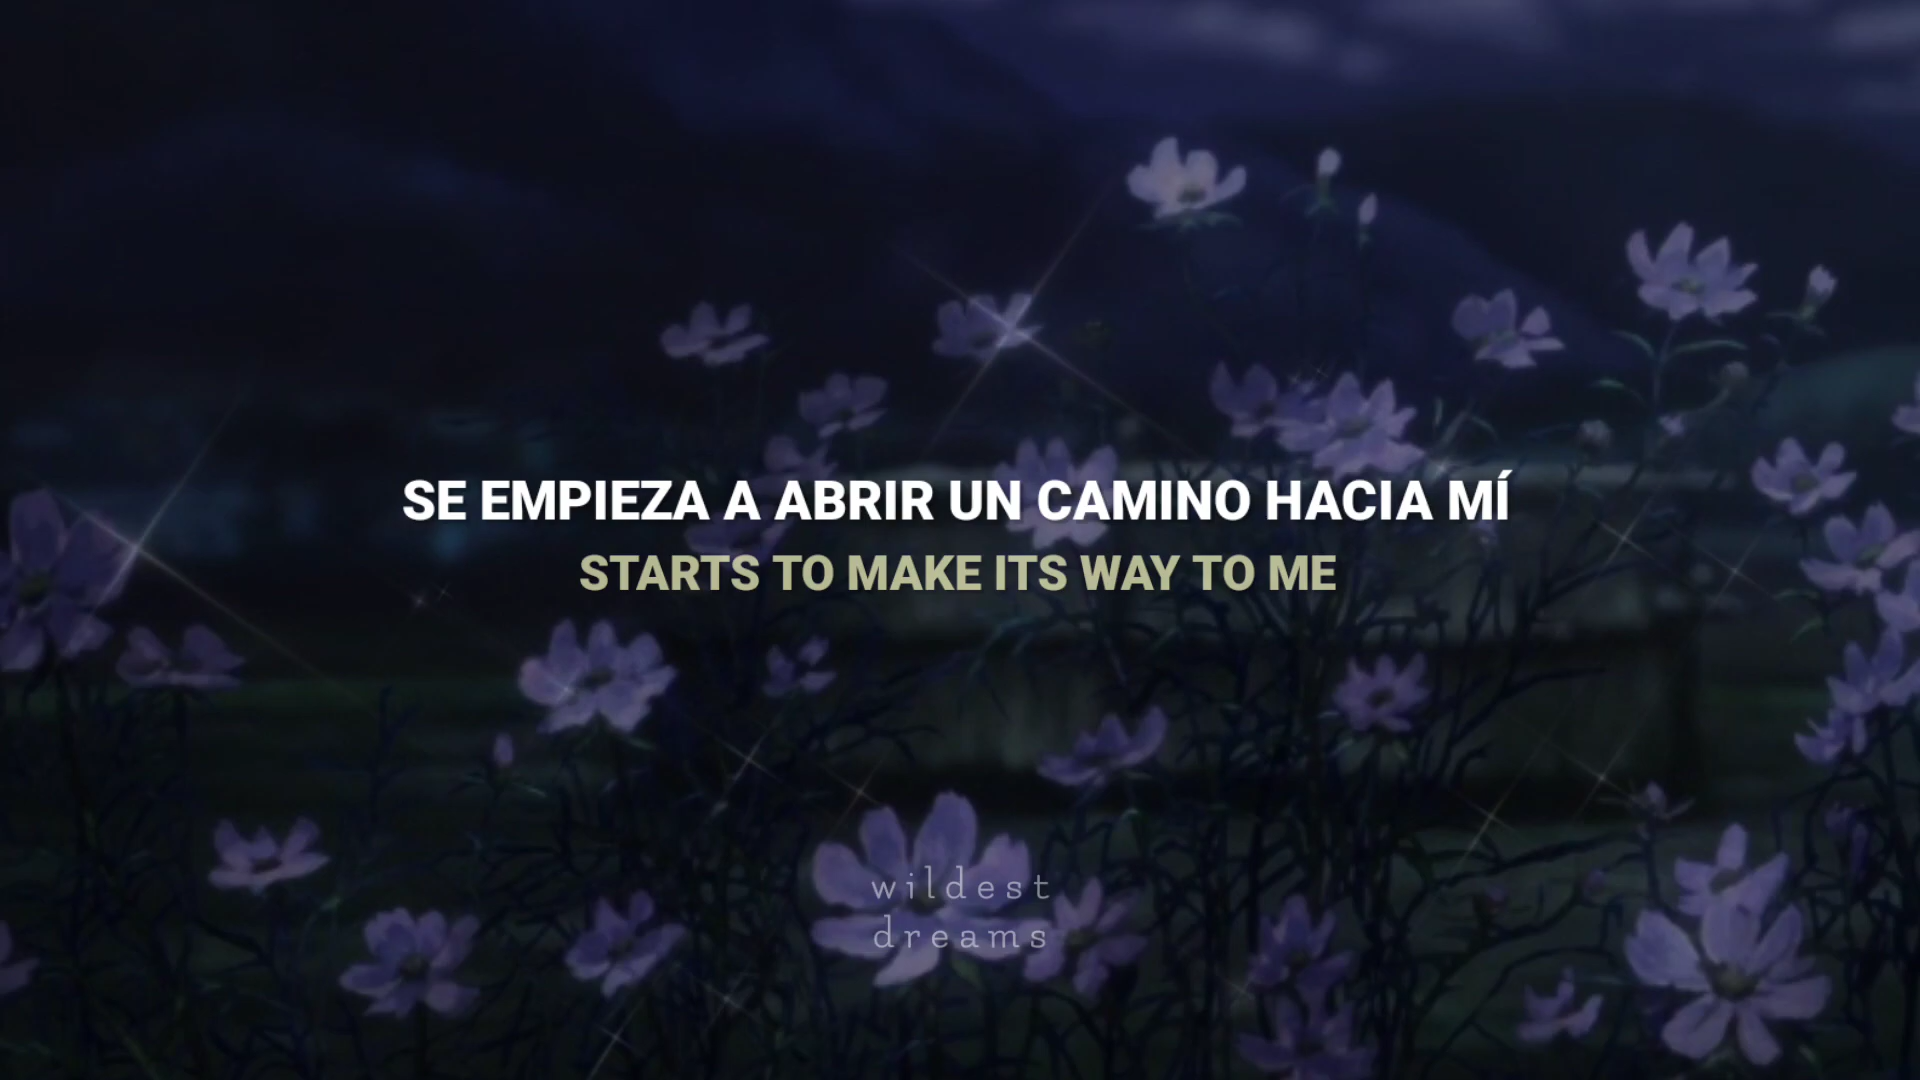 SE EMPIEZA A ABRIR UN CAMINO HACIA MÍ
STARTS TO MAKE ITS WAY TO ME
wildest
dreams